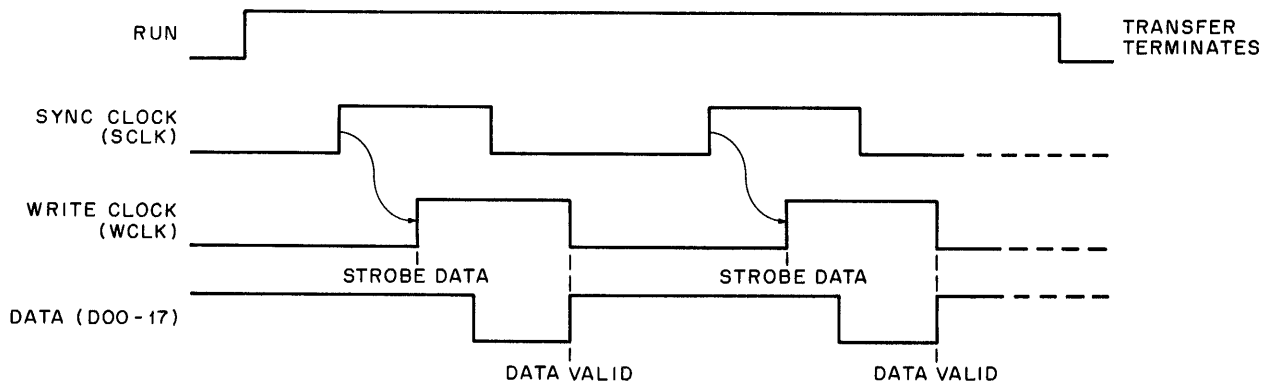 RUN
TRANSFER
TERMINATES
SYNC CLOCK
(SCLK)
WRITE CLOCK
(WCLK)
STROBE DATA
STROBE DATA
DATA (D00-17)
DATA VALID
DATA VALID